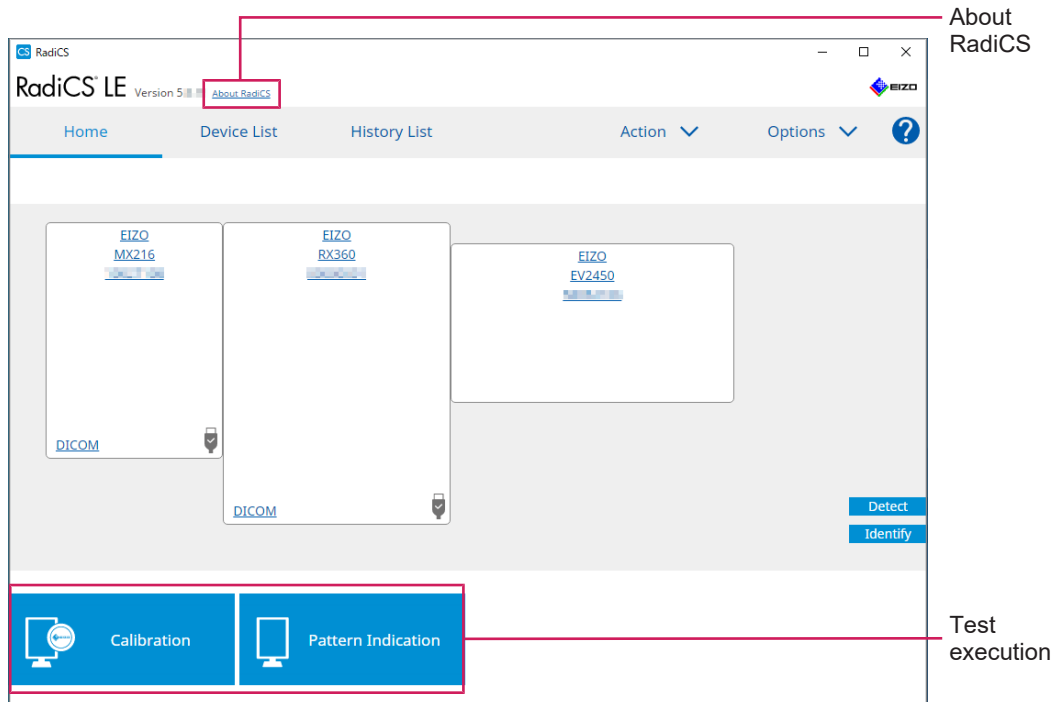 About
RadiCS
RadiCS
RadiCS LE Version 5
About RadiCS
EIZO
Home Device List History List Action Options ?
EIZO
MX216
DICOM
EIZO
RX360
DICOM
EIZO
EV2450
Detect
Identify
Calibration
Pattern Indication
Test
execution